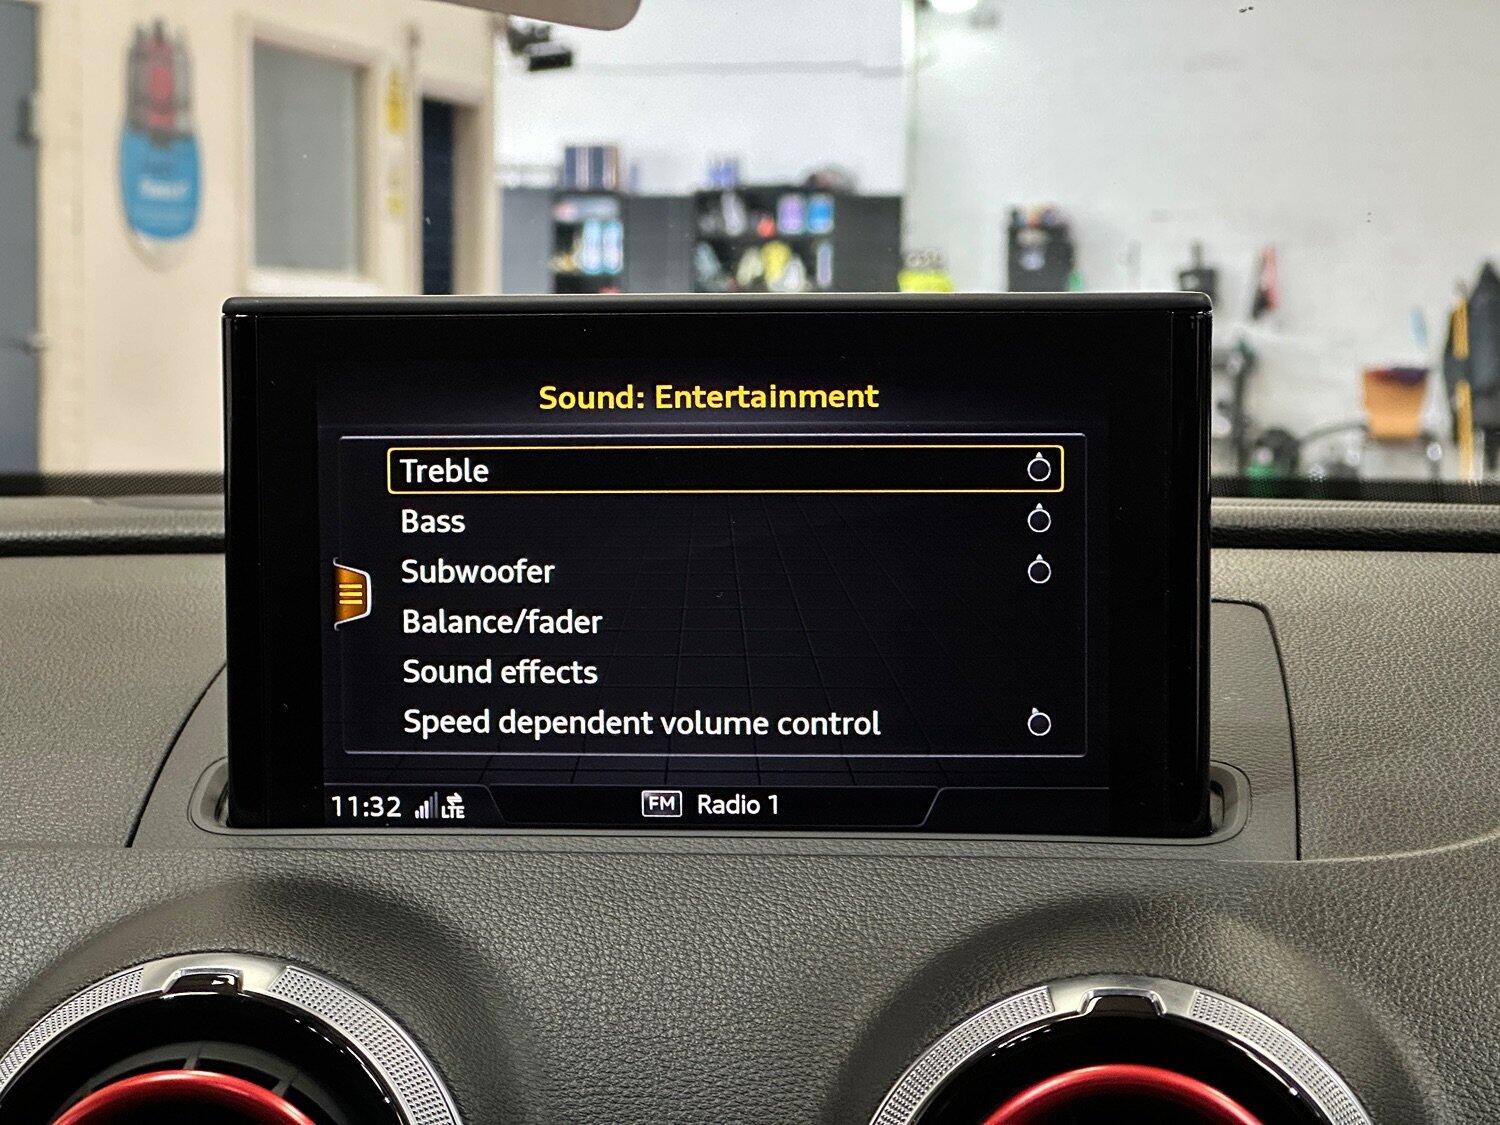 Sound: Entertainment
Treble
Bass
Subwoofer
Balance/fader
Sound effects
Speed dependent volume control
11:32 LTE FM Radio 1